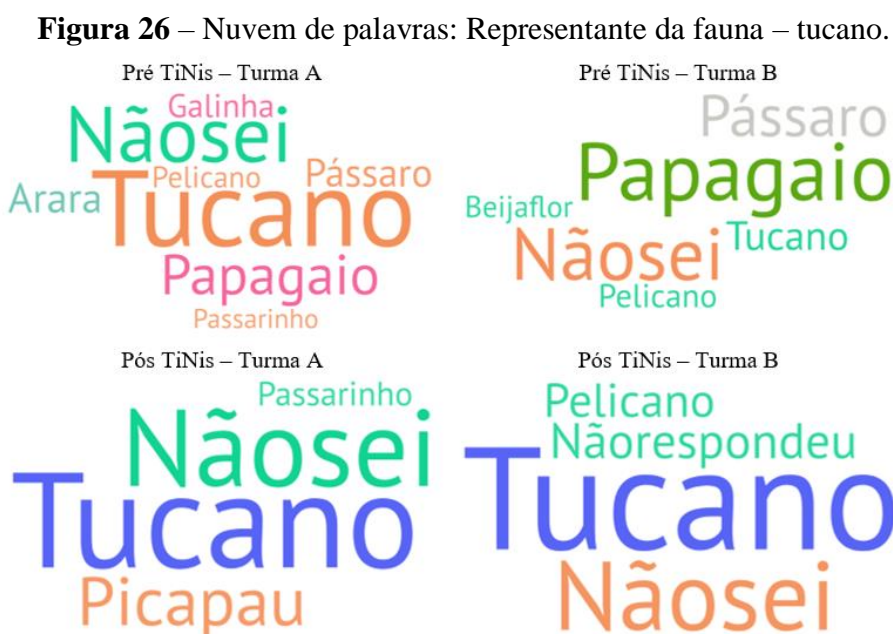 Figura 26 – Nuvem de palavras: Representante da fauna – tucano.
Pré TiNis – Turma A
Galinha
Nãosei
Pelicano
Pássaro
Arara
Tucano
Papagaio
Passarinho
Pré TiNis – Turma B
Pássaro
Papagaio
Beijaflor
Nãosei
Tucano
Pelicano
Pós TiNis – Turma A
Passarinho
Nãosei
Tucano
Picapau
Pós TiNis – Turma B
Pelicano
Nãorespondeu
Tucano
Nãosei